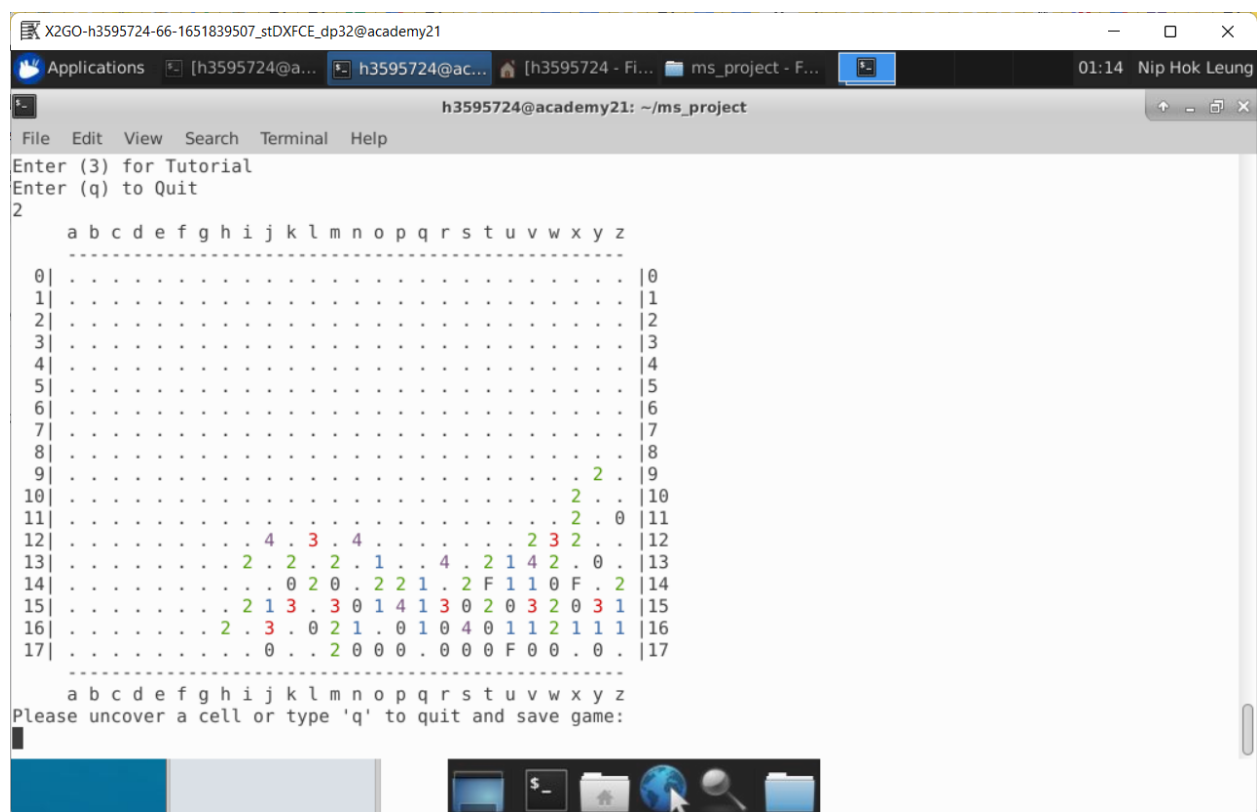 X2GO-h3595724-66-1651839507_stDXFCE_dp32@academy21
Applications [h3595724@a... h3595724@ac... [h3595724 - Fi... ms_project - F... 01:14 Nip Hok Leung
h3595724@academy21: ~/ms_project
File Edit View Search Terminal Help
Enter (3) for Tutorial
Enter (q) to Quit
2
a b c d e f g h i j k l m n o p q r s t u v w x y z
---------------------------------------------------
0| . . . . . . . . . . . . . . . . . . . . . . . . . . |0
1| . . . . . . . . . . . . . . . . . . . . . . . . . . |1
2| . . . . . . . . . . . . . . . . . . . . . . . . . . |2
3| . . . . . . . . . . . . . . . . . . . . . . . . . . |3
4| . . . . . . . . . . . . . . . . . . . . . . . . . . |4
5| . . . . . . . . . . . . . . . . . . . . . . . . . . |5
6| . . . . . . . . . . . . . . . . . . . . . . . . . . |6
7| . . . . . . . . . . . . . . . . . . . . . . . . . . |7
8| . . . . . . . . . . . . . . . . . . . . . . . . . . |8
9| . . . . . . . . . . . . . . . . . . . . . . . . 2 . |9
10| . . . . . . . . . . . . . . . . . . . . . . . 2 . . |10
11| . . . . . . . . . . . . . . . . . . . . . . . 2 . 0 |11
12| . . . . . . . . . 4 . 3 . 4 . . . . . . . 2 3 2 . . |12
13| . . . . . . . . 2 . 2 . 2 . 1 . . 4 . 2 1 4 2 . 0 . |13
14| . . . . . . . . . . 0 2 0 . 2 2 1 . 2 F 1 1 0 F . 2 |14
15| . . . . . . . . 2 1 3 . 3 0 1 4 1 3 0 2 0 3 2 0 3 1 |15
16| . . . . . . . 2 . 3 . 0 2 1 . 0 1 0 4 0 1 1 2 1 1 1 |16
17| . . . . . . . . . 0 . . 2 0 0 0 . 0 0 0 F 0 0 . 0 . |17
---------------------------------------------------
a b c d e f g h i j k l m n o p q r s t u v w x y z
Please uncover a cell or type 'q' to quit and save game: